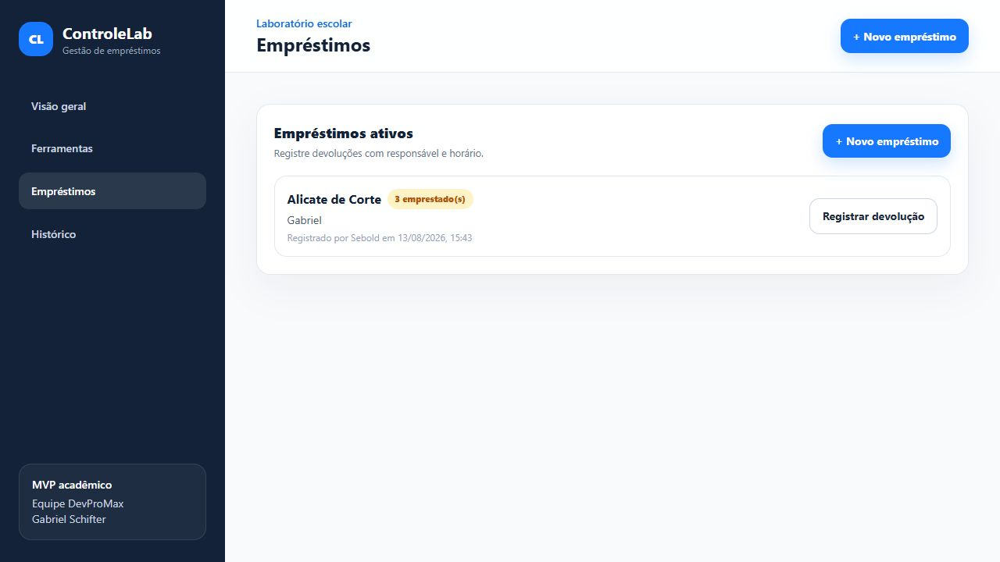 CL
ControleLab
Gestão de empréstimos
Visão geral
Ferramentas
Empréstimos
Histórico
MVP acadêmico
Equipe DevProMax
Gabriel Schifter
Laboratório escolar
Empréstimos
+ Novo empréstimo
Empréstimos ativos
Registre devoluções com responsável e horário.
+ Novo empréstimo
Alicate de Corte 3 emprestado(s)
Gabriel
Registrado por Sebold em 13/08/2026, 15:43
Registrar devolução